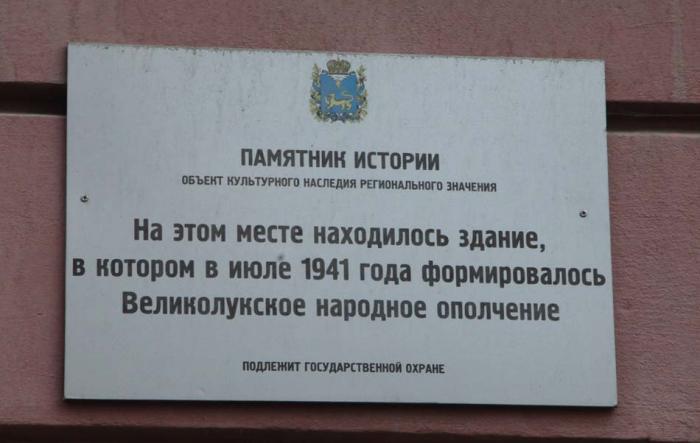 ПАМЯТНИК ИСТОРИИ
ОБЪЕКТ КУЛЬТУРНОГО НАСЛЕДИЯ РЕГИОНАЛЬНОГО ЗНАЧЕНИЯ
На этом месте находилось здание,
в котором в июле 1941 года формировалось
Великолукское народное ополчение
ПОДЛЕЖИТ ГОСУДАРСТВЕННОЙ ОХРАНЕ